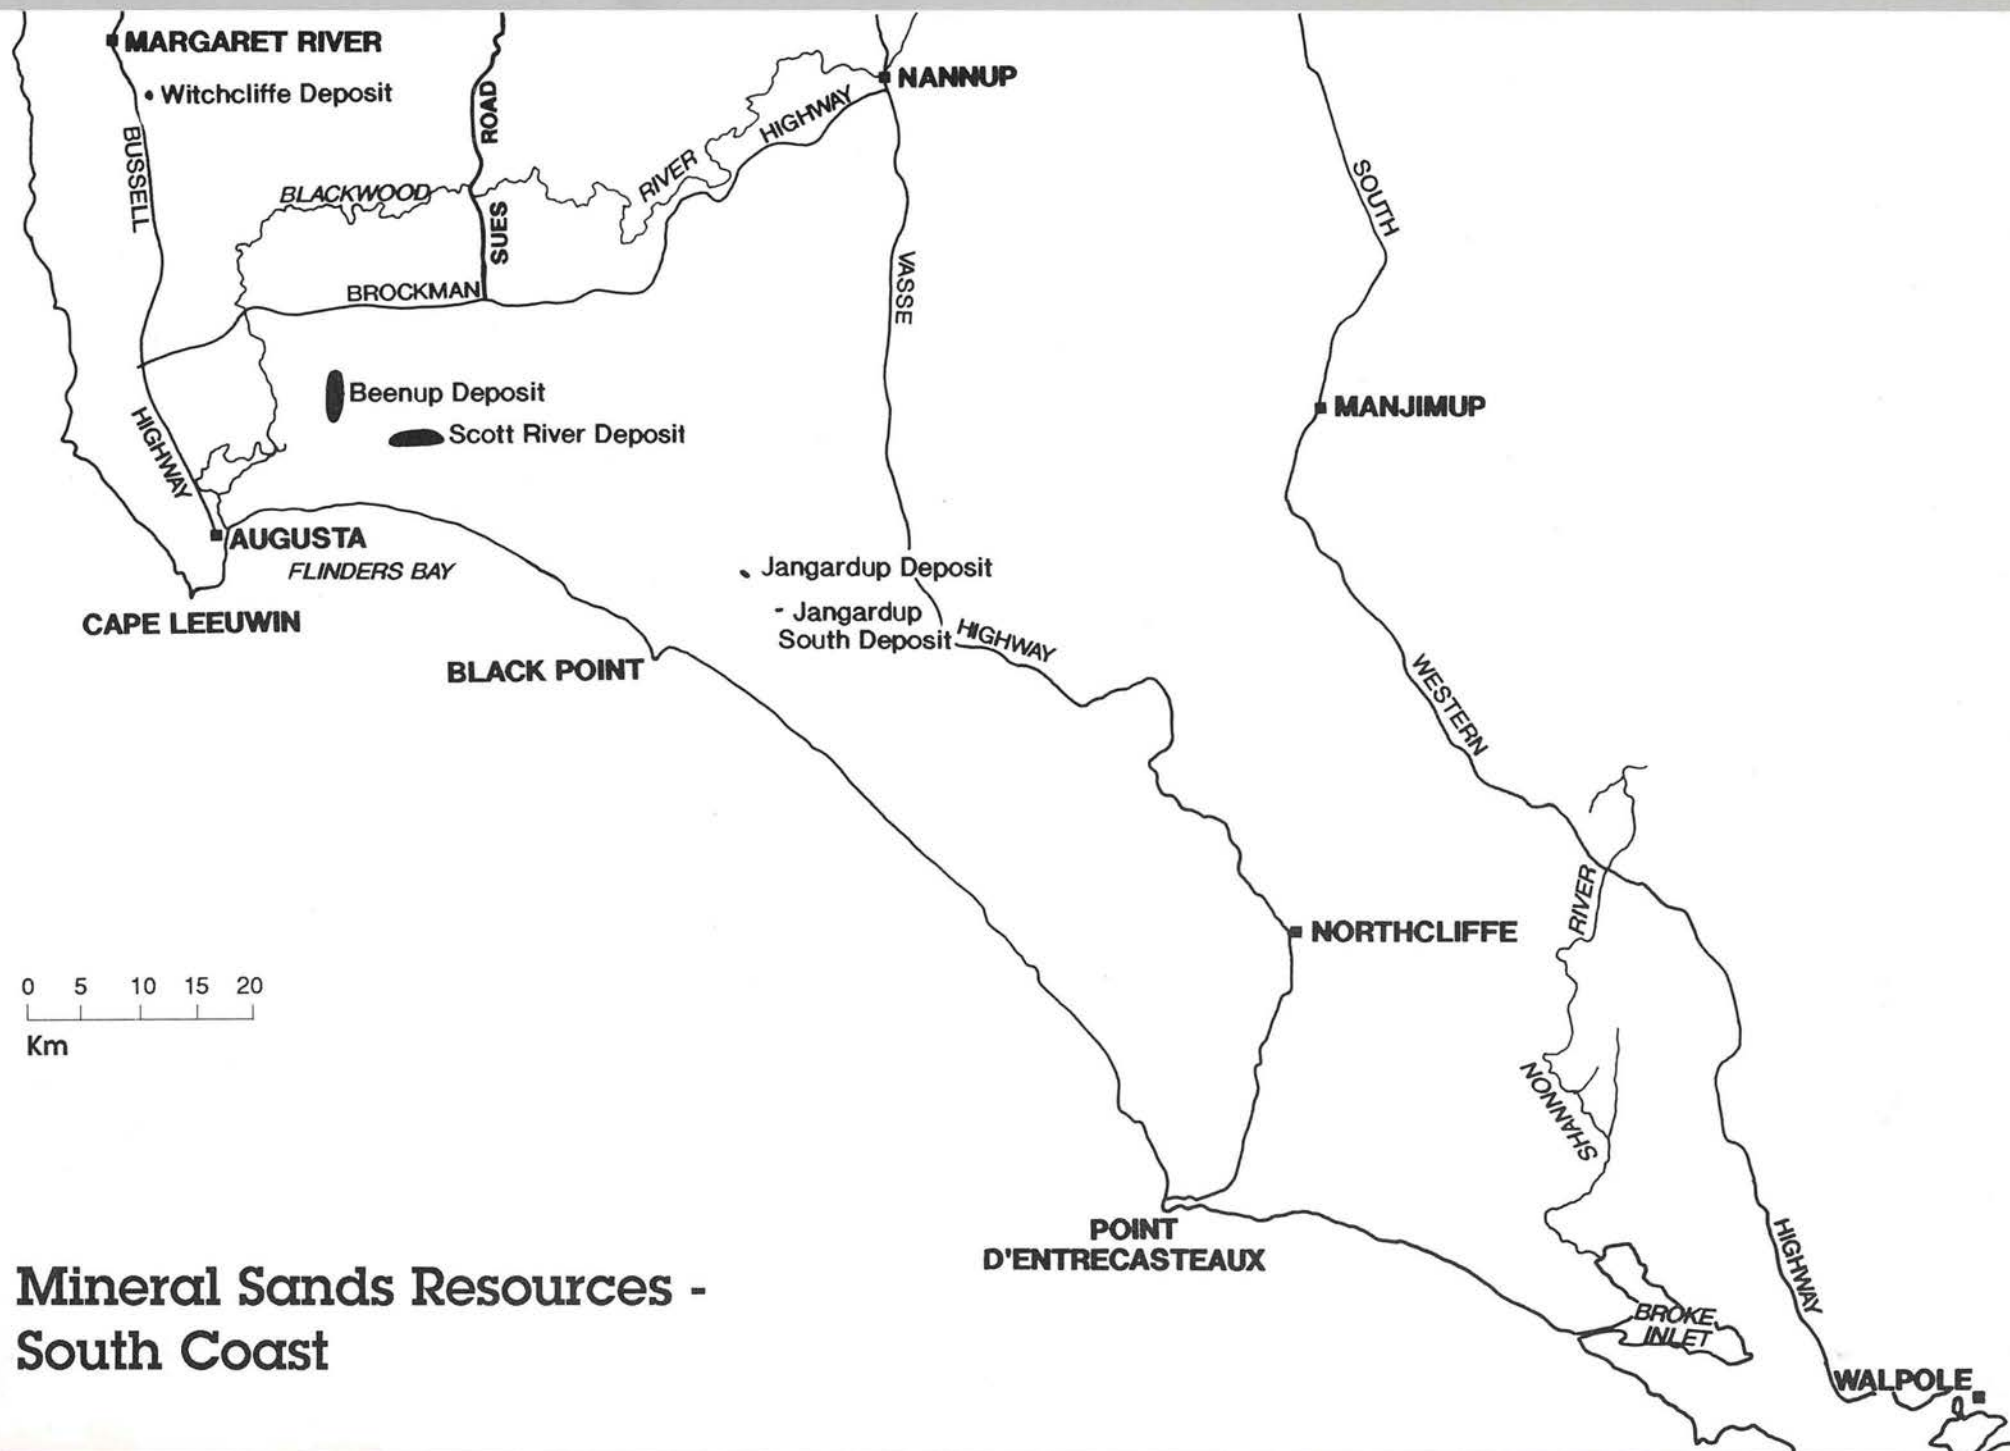 MARGARET RIVER
Witchcliffe Deposit
BUSSELL
HIGHWAY
ROAD
SUES
BLACKWOOD
RIVER
HIGHWAY
NANNUP
BROCKMAN
VASSE
SOUTH
Beenup Deposit
Scott River Deposit
MANJIMUP
AUGUSTA
FLINDERS BAY
CAPE LEEUWIN
Jangardup Deposit
Jangardup
South Deposit
HIGHWAY
BLACK POINT
WESTERN
RIVER
NORTHCLIFFE
0 5 10 15 20
Km
SHANNON
POINT
D'ENTRECASTEAUX
HIGHWAY
BROKE
INLET
WALPOLE
Mineral Sands Resources -
South Coast